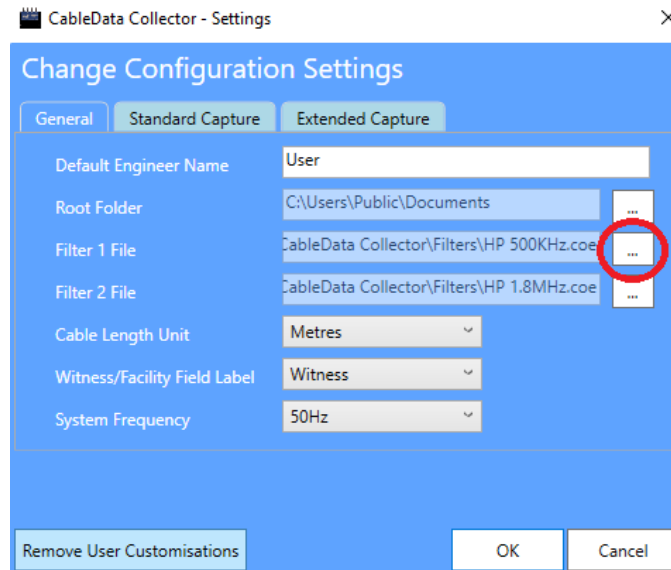 CableData Collector - Settings
Change Configuration Settings
General Standard Capture Extended Capture
Default Engineer Name User
Root Folder C:\Users\Public\Documents ...
Filter 1 File CableData Collector\Filters\HP 500KHz.coe ...
Filter 2 File CableData Collector\Filters\HP 1.8MHz.coe ...
Cable Length Unit Metres
Witness/Facility Field Label Witness
System Frequency 50Hz
Remove User Customisations OK Cancel